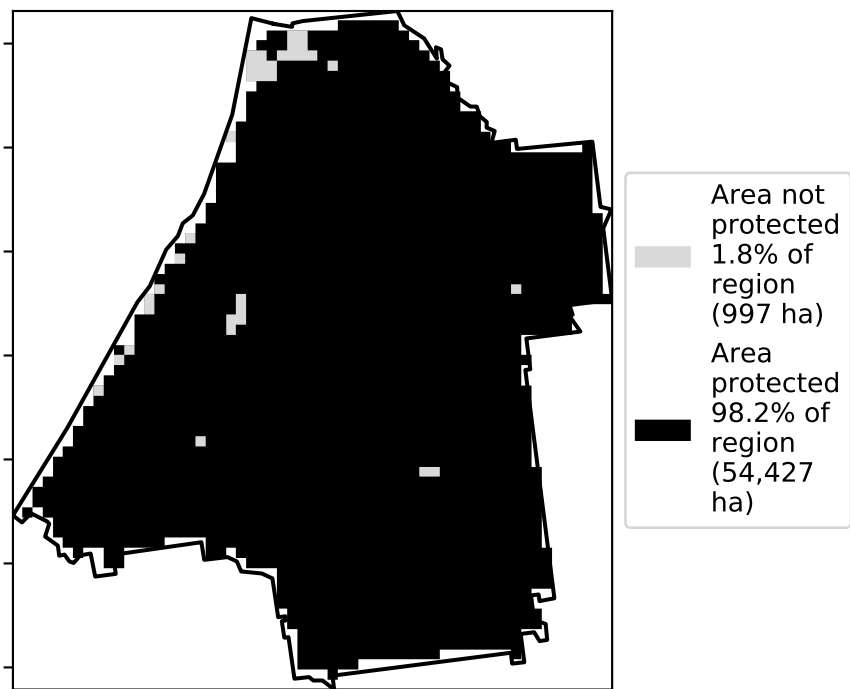 Area not
protected
1.8% of
region
(997 ha)
Area
protected
98.2% of
region
(54,427
ha)